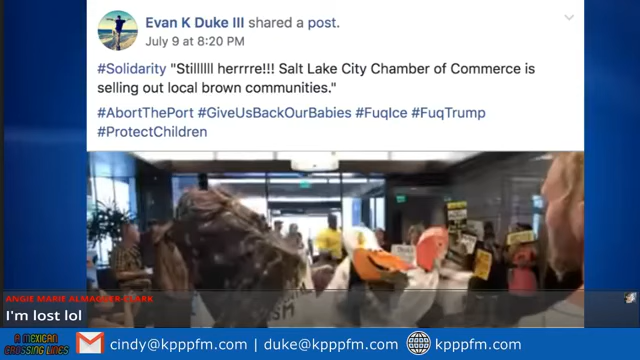 Evan K Duke III shared a post.
July 9 at 8:20 PM
#Solidarity "Stillllll herrrre!!! Salt Lake City Chamber of Commerce is
selling out local brown communities."
#AbortThePort #GiveUsBackOurBabies #FuqIce #FuqTrump
#ProtectChildren
ANGIE MARIE ALMAGUER-CLARK
I'm lost lol
A MEXICAN
CROSSING LINES
cindy@kpppfm.com | duke@kpppfm.com
kpppfm.com